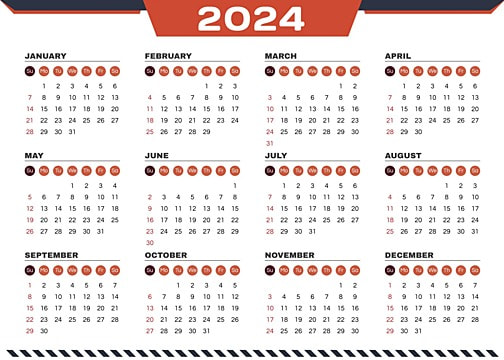 2024
JANUARY
Su Mo Tu We Th Fr Sa
1 2 3 4 5 6
7 8 9 10 11 12 13
14 15 16 17 18 19 20
21 22 23 24 25 26 27
28 29 30 31
FEBRUARY
Su Mo Tu We Th Fr Sa
1 2 3
4 5 6 7 8 9 10
11 12 13 14 15 16 17
18 19 20 21 22 23 24
25 26 27 28 29
MARCH
Su Mo Tu We Th Fr Sa
1 2
3 4 5 6 7 8 9
10 11 12 13 14 15 16
17 18 19 20 21 22 23
24 25 26 27 28 29 30
31
APRIL
Su Mo Tu We Th Fr Sa
1 2 3 4 5 6
7 8 9 10 11 12 13
14 15 16 17 18 19 20
21 22 23 24 25 26 27
28 29 30
MAY
Su Mo Tu We Th Fr Sa
1 2 3 4
5 6 7 8 9 10 11
12 13 14 15 16 17 18
19 20 21 22 23 24 25
26 27 28 29 30 31
JUNE
Su Mo Tu We Th Fr Sa
1
2 3 4 5 6 7 8
9 10 11 12 13 14 15
16 17 18 19 20 21 22
23 24 25 26 27 28 29
30
JULY
Su Mo Tu We Th Fr Sa
1 2 3 4 5 6
7 8 9 10 11 12 13
14 15 16 17 18 19 20
21 22 23 24 25 26 27
28 29 30 31
AUGUST
Su Mo Tu We Th Fr Sa
1 2 3
4 5 6 7 8 9 10
11 12 13 14 15 16 17
18 19 20 21 22 23 24
25 26 27 28 29 30 31
SEPTEMBER
Su Mo Tu We Th Fr Sa
1 2 3 4 5 6 7
8 9 10 11 12 13 14
15 16 17 18 19 20 21
22 23 24 25 26 27 28
29 30
OCTOBER
Su Mo Tu We Th Fr Sa
1 2 3 4 5
6 7 8 9 10 11 12
13 14 15 16 17 18 19
20 21 22 23 24 25 26
27 28 29 30 31
NOVEMBER
Su Mo Tu We Th Fr Sa
1 2
3 4 5 6 7 8 9
10 11 12 13 14 15 16
17 18 19 20 21 22 23
24 25 26 27 28 29 30
DECEMBER
Su Mo Tu We Th Fr Sa
1 2 3 4 5 6 7
8 9 10 11 12 13 14
15 16 17 18 19 20 21
22 23 24 25 26 27 28
29 30 31